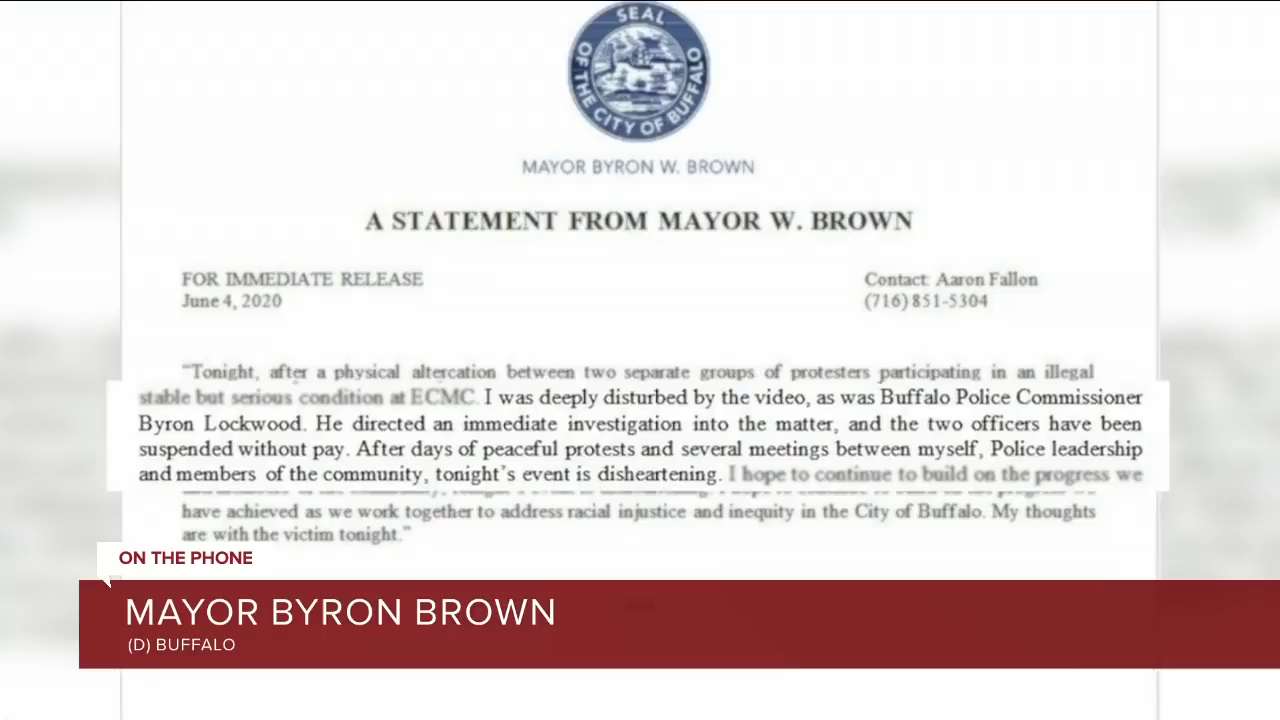 SEAL
OF THE CITY OF BUFFALO
MAYOR BYRON W. BROWN
A STATEMENT FROM MAYOR W. BROWN
FOR IMMEDIATE RELEASE
Contact: Aaron Fallon
June 4, 2020
(716) 851-5304
"Tonight, after a physical altercation between two separate groups of protesters participating in an illegal
stable but serious condition at ECMC. I was deeply disturbed by the video, as was Buffalo Police Commissioner
Byron Lockwood. He directed an immediate investigation into the matter, and the two officers have been
suspended without pay. After days of peaceful protests and several meetings between myself, Police leadership
and members of the community, tonight's event is disheartening. I hope to continue to build on the progress we
have achieved as we work together to address racial injustice and inequity in the City of Buffalo. My thoughts
are with the victim tonight."
ON THE PHONE
MAYOR BYRON BROWN
(D) BUFFALO